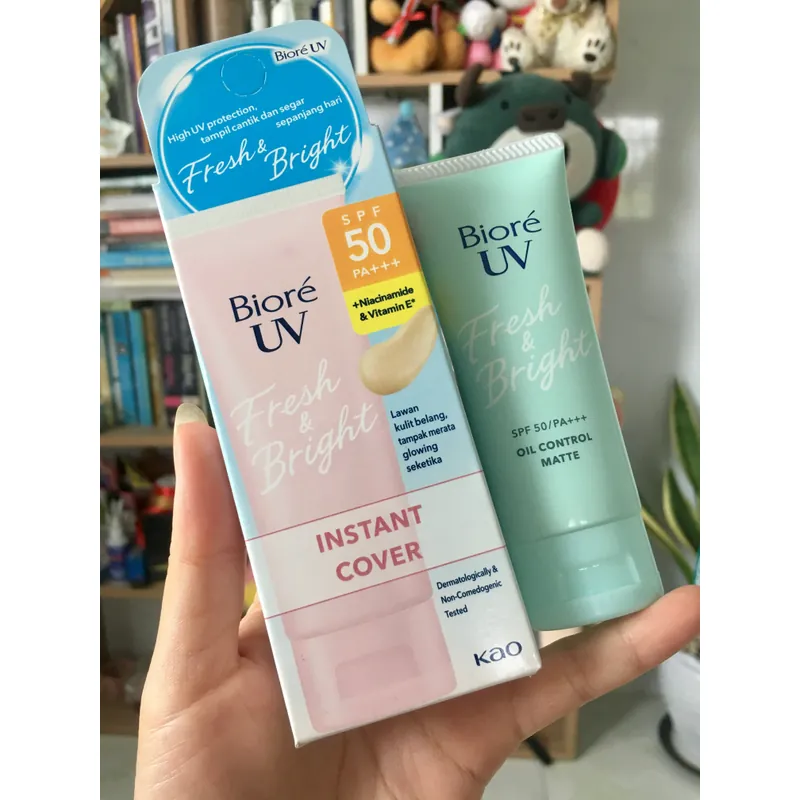 Bioré UV
High UV protection,
tampil cantik dan segar
sepanjang hari
Fresh &
Bright
SPF
50
PA+++
+Niacinamide
& Vitamin E*
Bioré
UV
Fresh
&
Bright
Lawan
kulit belang,
tampak merata
glowing
seketika
INSTANT
COVER
Dermatologically &
Non-Comedogenic
Tested
Kao
Bioré
UV
Fresh
&
Bright
SPF 50/PA+++
OIL CONTROL
MATTE